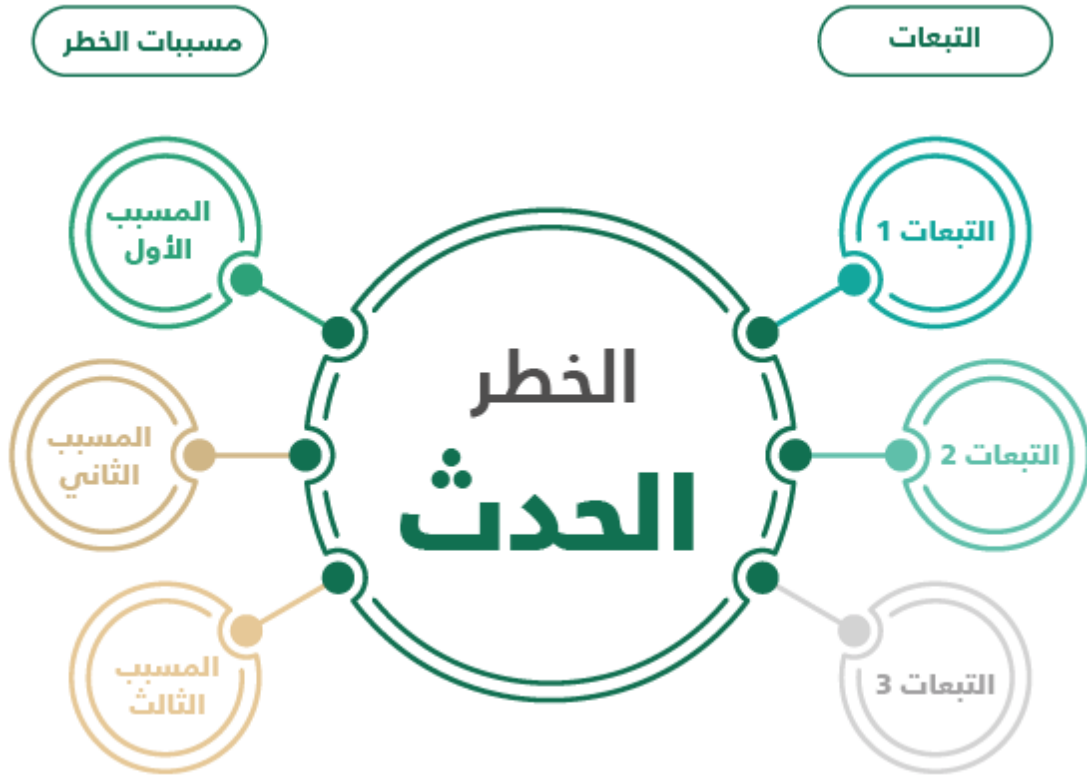 التبعات
مسببات الخطر
التبعات 1
المسبب
الأول
الخطر
الحدث
التبعات 2
المسبب
الثاني
التبعات 3
المسبب
الثالث